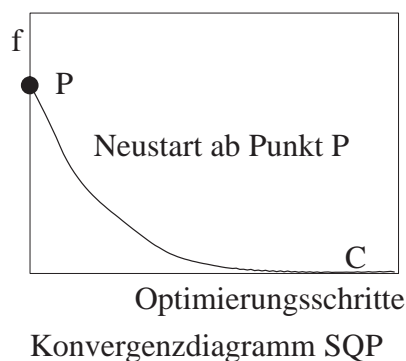 f
P
Neustart ab Punkt P
C
Optimierungsschritte
Konvergenzdiagramm SQP